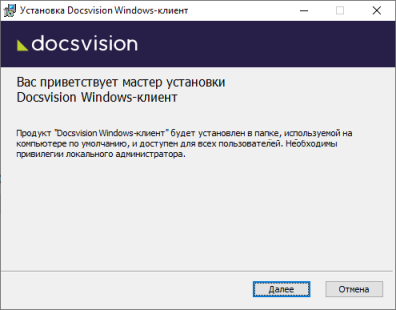 Установка Docsvision Windows-клиент
docsvision
Вас приветствует мастер установки
Docsvision Windows-клиент
Продукт "Docsvision Windows-клиент" будет установлен в папке, используемой на
компьютере по умолчанию, и доступен для всех пользователей. Необходимы
привилегии локального администратора.
Далее
Отмена